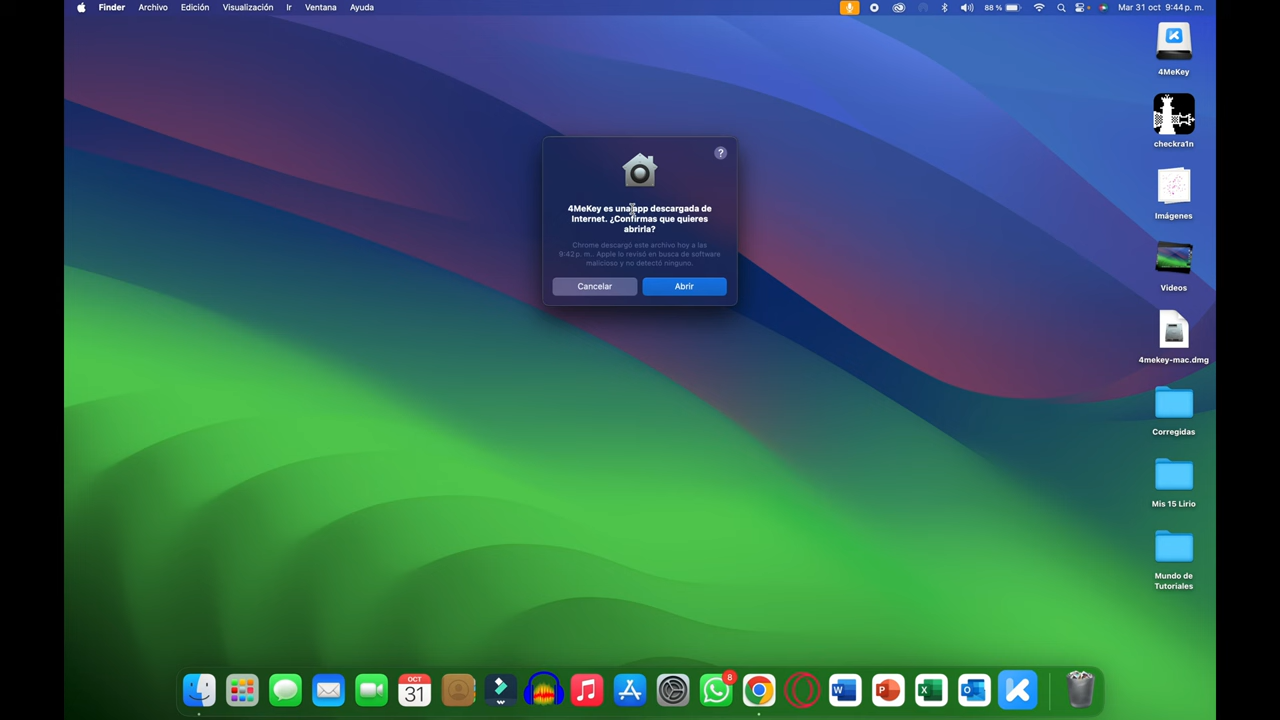 Finder Archivo Edición Visualización Ir Ventana Ayuda
88 % Mar 31 oct 9:44 p. m.
4MeKey
checkra1n
Imágenes
Videos
4mekey-mac.dmg
Corregidas
Mis 15 Lirio
Mundo de
Tutoriales
?
4MeKey es una app descargada de
Internet. ¿Confirmas que quieres
abrirla?
Chrome descargó este archivo hoy a las
9:42 p. m.. Apple lo revisó en busca de software
malicioso y no detectó ninguno.
Cancelar Abrir
OCT
31
8
W P X O